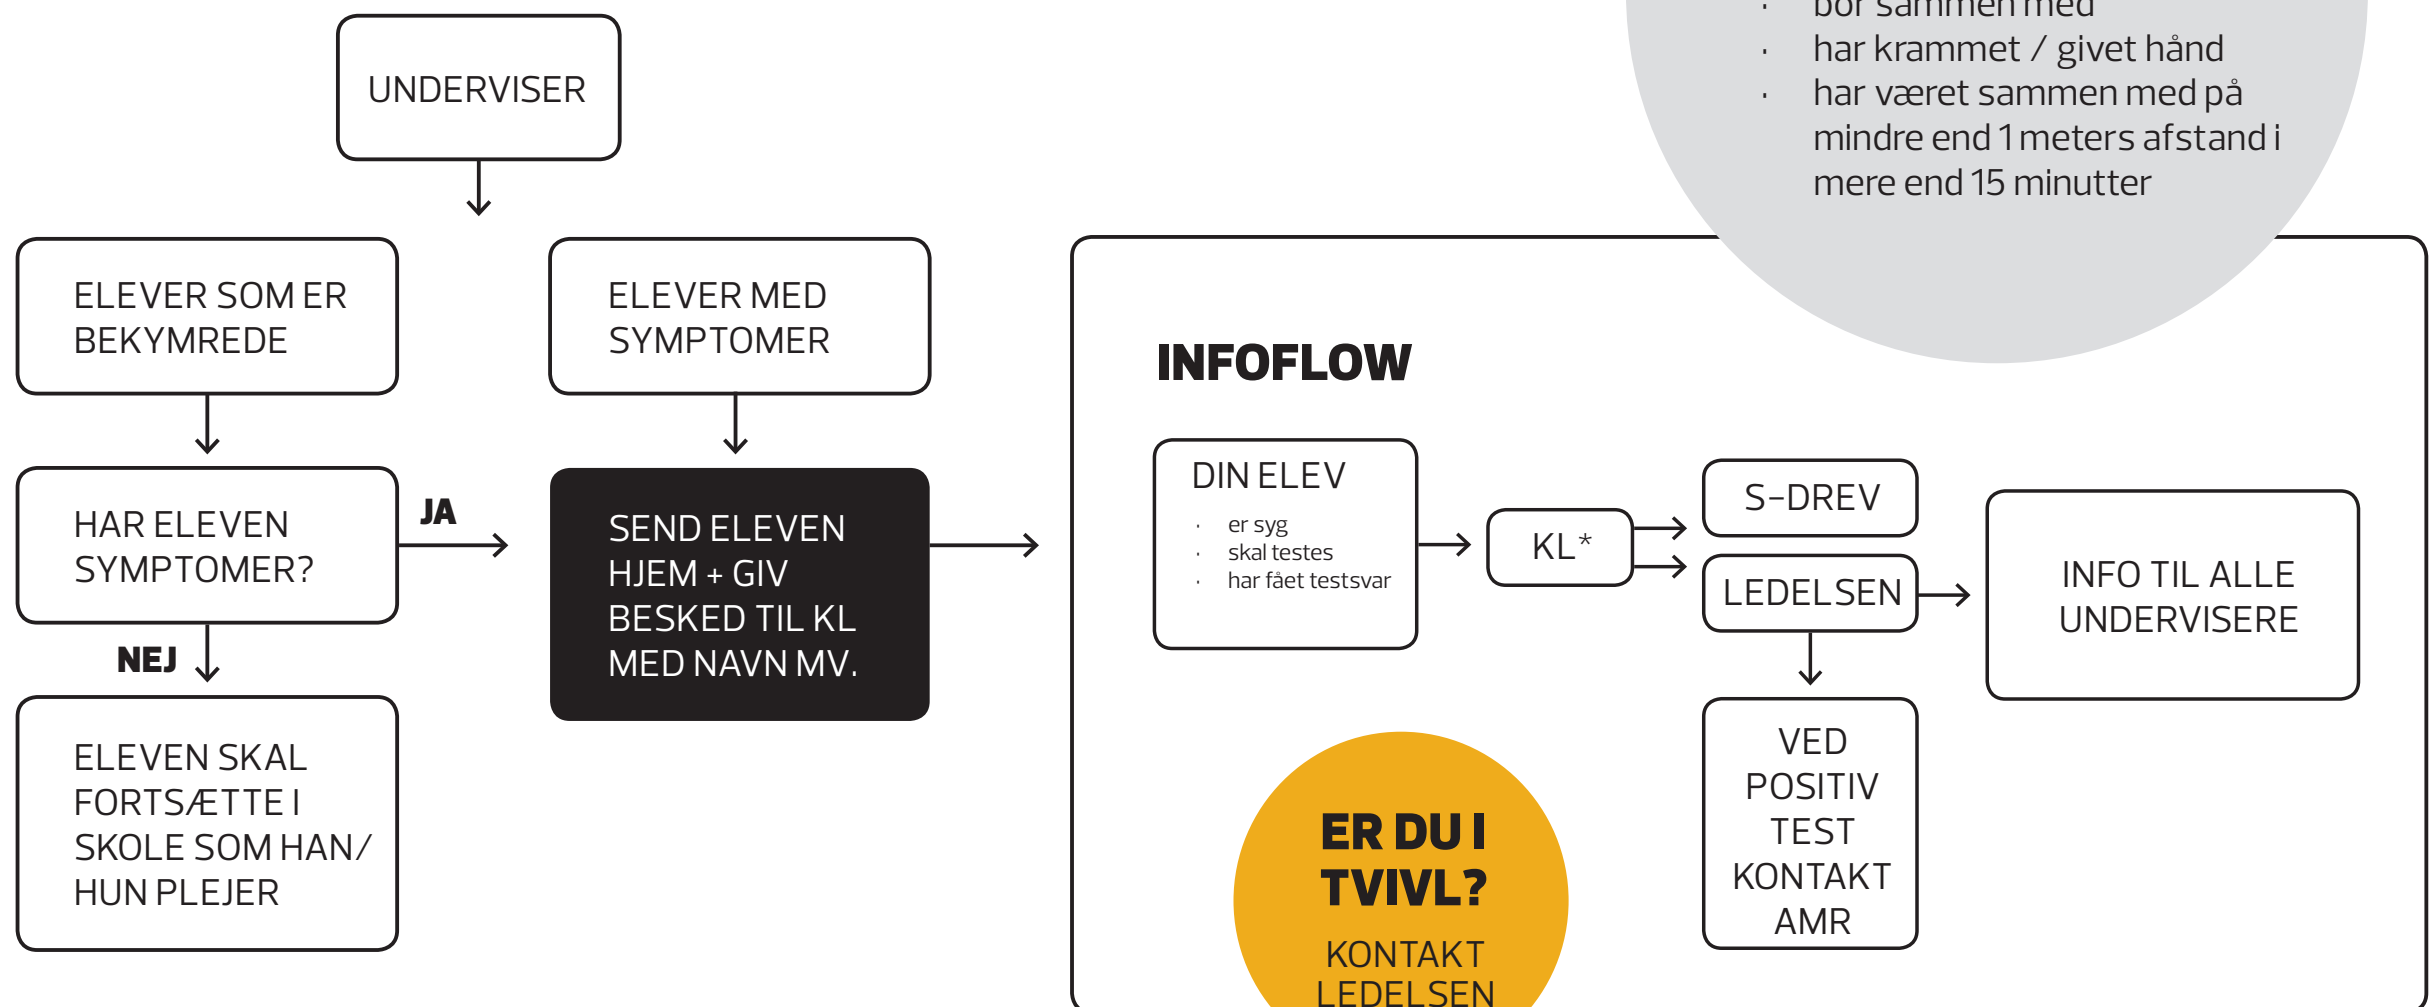 UNDERVISER
bor sammen med
har krammet / givet hånd
har været sammen med på
mindre end 1 meters afstand i
mere end 15 minutter
ELEVER SOM ER
BEKYMREDE
ELEVER MED
SYMPTOMER
HAR ELEVEN
SYMPTOMER?
JA
NEJ
SEND ELEVEN
HJEM + GIV
BESKED TIL KL
MED NAVN MV.
ELEVEN SKAL
FORTSÆTTE I
SKOLE SOM HAN/
HUN PLEJER
INFOFLOW
DIN ELEV
· er syg
· skal testes
· har fået testsvar
KL*
S-DREV
LEDELSEN
INFO TIL ALLE
UNDERVISERE
VED
POSITIV
TEST
KONTAKT
AMR
ER DU I
TVIVL?
KONTAKT
LEDELSEN